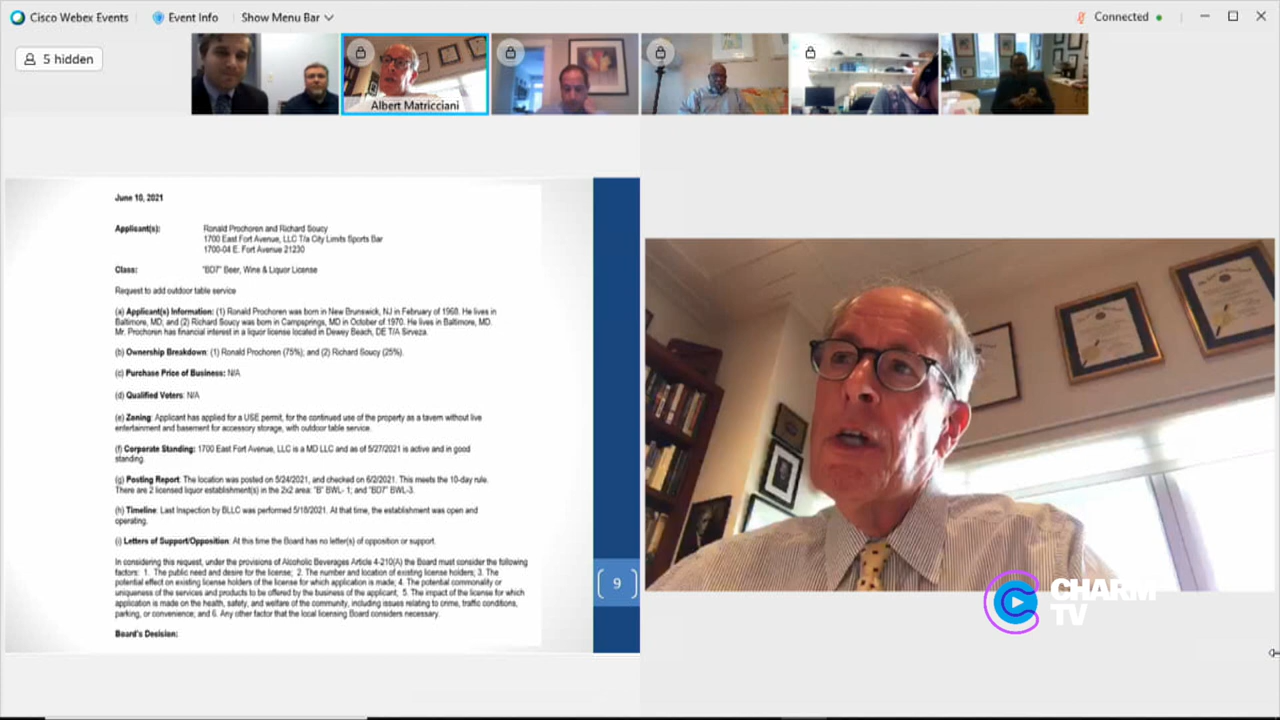 Cisco Webex Events
Event Info
Show Menu Bar
Connected
5 hidden
Albert Matricciani
June 10, 2021
Applicant(s): Ronald Prochoren and Richard Soucy
1700 East Fort Avenue, LLC T/a City Limits Sports Bar
1700-04 E. Fort Avenue 21230
Class: "BD7" Beer, Wine & Liquor License
Request to add outdoor table service
(a) Applicant(s) Information: (1) Ronald Prochoren was born in New Brunswick, NJ in February of 1968. He lives in
Baltimore, MD; and (2) Richard Soucy was born in Campsprings, MD in October of 1970. He lives in Baltimore, MD.
Mr. Prochoren has financial interest in a liquor license located in Dewey Beach, DE T/A Sirveza.
(b) Ownership Breakdown: (1) Ronald Prochoren (75%); and (2) Richard Soucy (25%).
(c) Purchase Price of Business: N/A
(d) Qualified Voters: N/A
(e) Zoning: Applicant has applied for a USE permit, for the continued use of the property as a tavern without live
entertainment and basement for accessory storage, with outdoor table service.
(f) Corporate Standing: 1700 East Fort Avenue, LLC is a MD LLC and as of 5/27/2021 is active and in good
standing.
(g) Posting Report: The location was posted on 5/24/2021, and checked on 6/2/2021. This meets the 10-day rule.
There are 2 licensed liquor establishment(s) in the 2x2 area: "B" BWL- 1; and "BD7" BWL-3.
(h) Timeline: Last Inspection by BLLC was performed 5/18/2021. At that time, the establishment was open and
operating.
(i) Letters of Support/Opposition: At this time the Board has no letter(s) of opposition or support.
In considering this request, under the provisions of Alcoholic Beverages Article 4-210(A) the Board must consider the following
factors: 1. The public need and desire for the license; 2. The number and location of existing license holders; 3. The
potential effect on existing license holders of the license for which application is made; 4. The potential commonality or
uniqueness of the services and products to be offered by the business of the applicant; 5. The impact of the license for which
application is made on the health, safety, and welfare of the community, including issues relating to crime, traffic conditions,
parking, or convenience; and 6. Any other factor that the local licensing Board considers necessary.
Board's Decision:
9
CHARM
TV